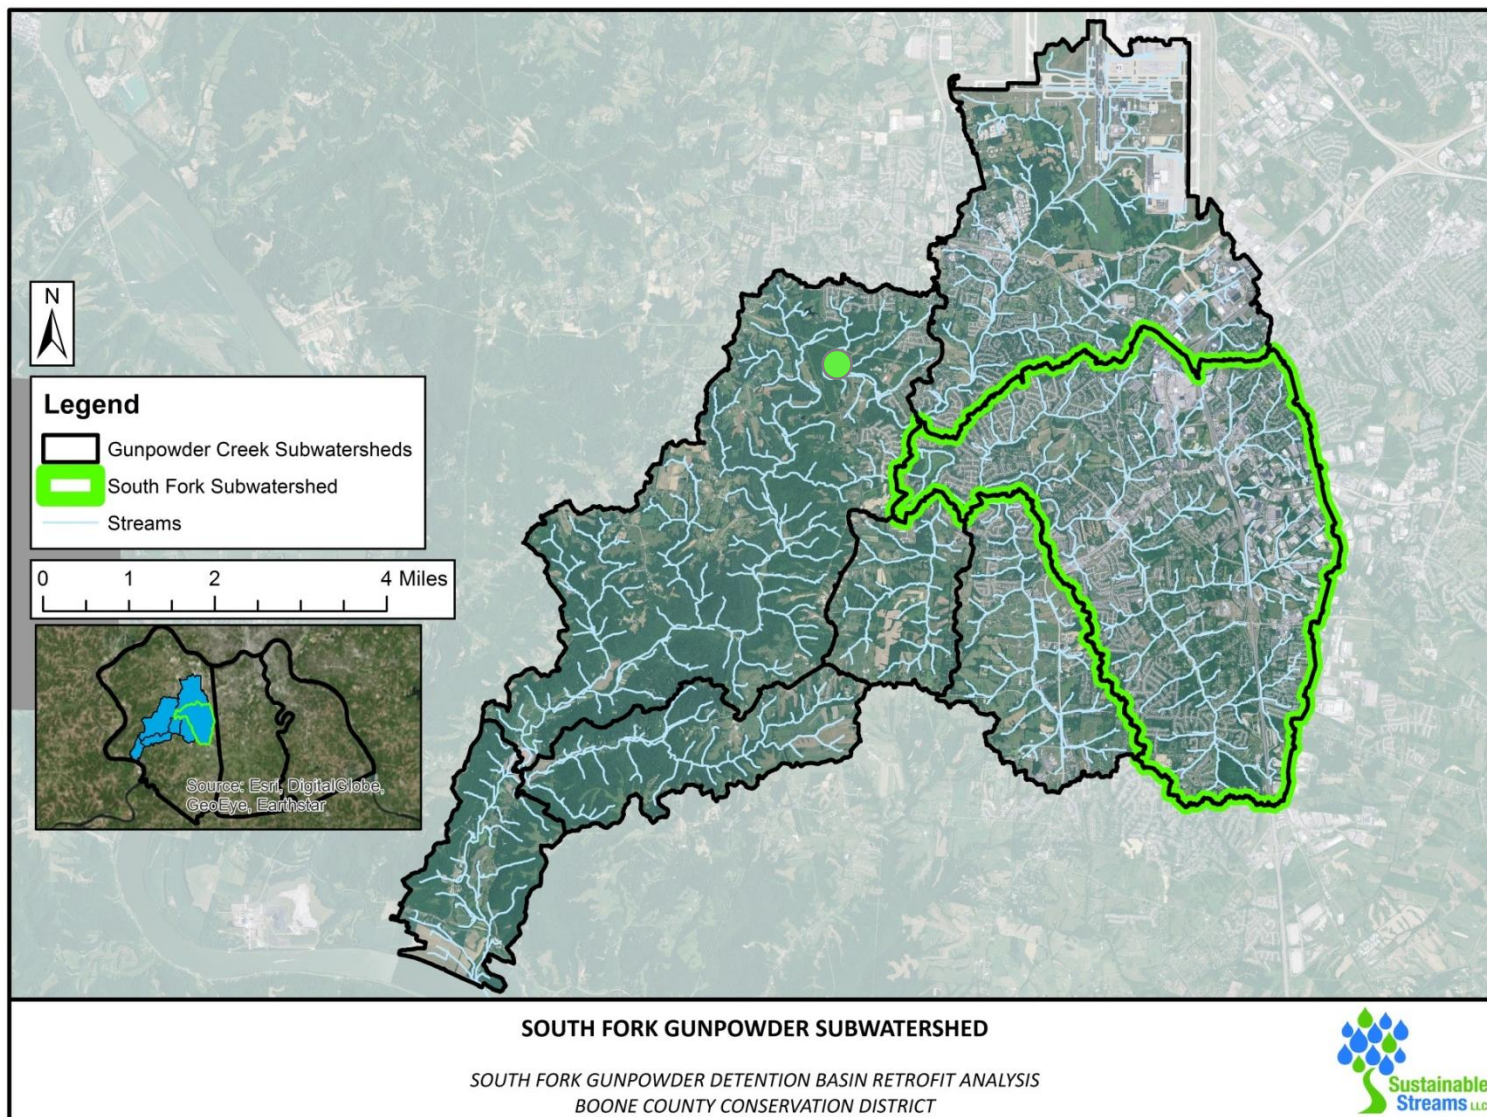 N
Legend
Gunpowder Creek Subwatersheds
South Fork Subwatershed
Streams
0 1 2 4 Miles
Source: Esri, DigitalGlobe,
GeoEye, Earthstar
SOUTH FORK GUNPOWDER SUBWATERSHED
SOUTH FORK GUNPOWDER DETENTION BASIN RETROFIT ANALYSIS
BOONE COUNTY CONSERVATION DISTRICT
Sustainable
Streams LLC